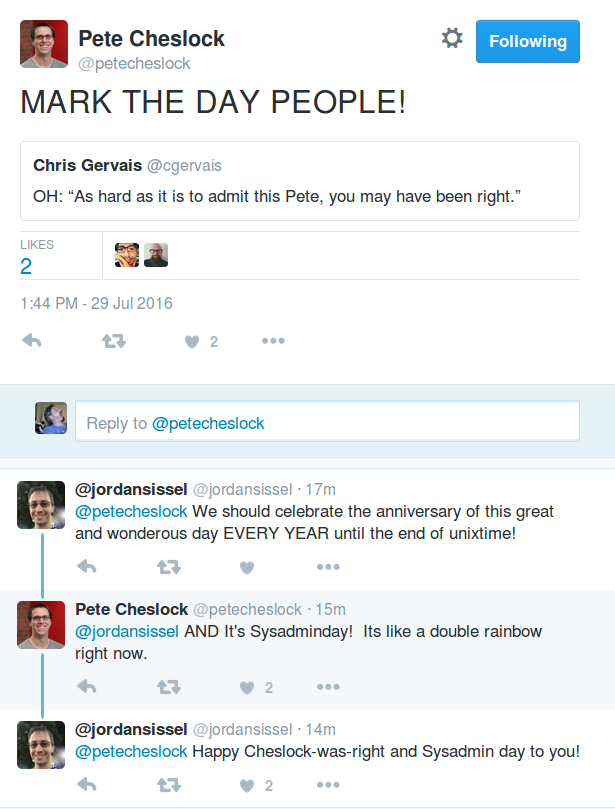 Pete Cheslock
@petecheslock
Following
MARK THE DAY PEOPLE!
Chris Gervais @cgervais
OH: “As hard as it is to admit this Pete, you may have been right.”
LIKES
2
1:44 PM - 29 Jul 2016
2
Reply to @petecheslock
@jordansissel @jordansissel · 17m
@petecheslock We should celebrate the anniversary of this great
and wonderous day EVERY YEAR until the end of unixtime!
Pete Cheslock @petecheslock · 15m
@jordansissel AND It's Sysadminday!  Its like a double rainbow
right now.
2
@jordansissel @jordansissel · 14m
@petecheslock Happy Cheslock-was-right and Sysadmin day to you!
2